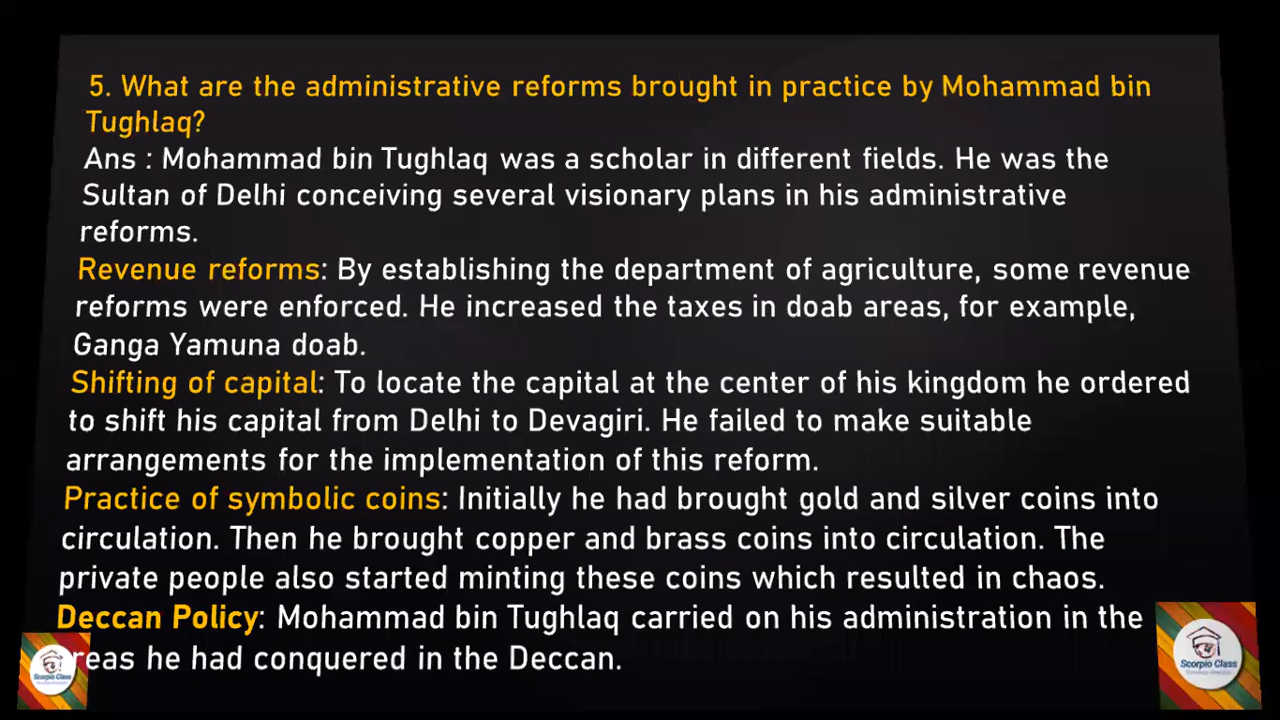 5. What are the administrative reforms brought in practice by Mohammad bin
Tughlaq?
Ans : Mohammad bin Tughlaq was a scholar in different fields. He was the
Sultan of Delhi conceiving several visionary plans in his administrative
reforms.
Revenue reforms: By establishing the department of agriculture, some revenue
reforms were enforced. He increased the taxes in doab areas, for example,
Ganga Yamuna doab.
Shifting of capital: To locate the capital at the center of his kingdom he ordered
to shift his capital from Delhi to Devagiri. He failed to make suitable
arrangements for the implementation of this reform.
Practice of symbolic coins: Initially he had brought gold and silver coins into
circulation. Then he brought copper and brass coins into circulation. The
private people also started minting these coins which resulted in chaos.
Deccan Policy: Mohammad bin Tughlaq carried on his administration in the
reas he had conquered in the Deccan.
Scorpio Class
Scorpio Class